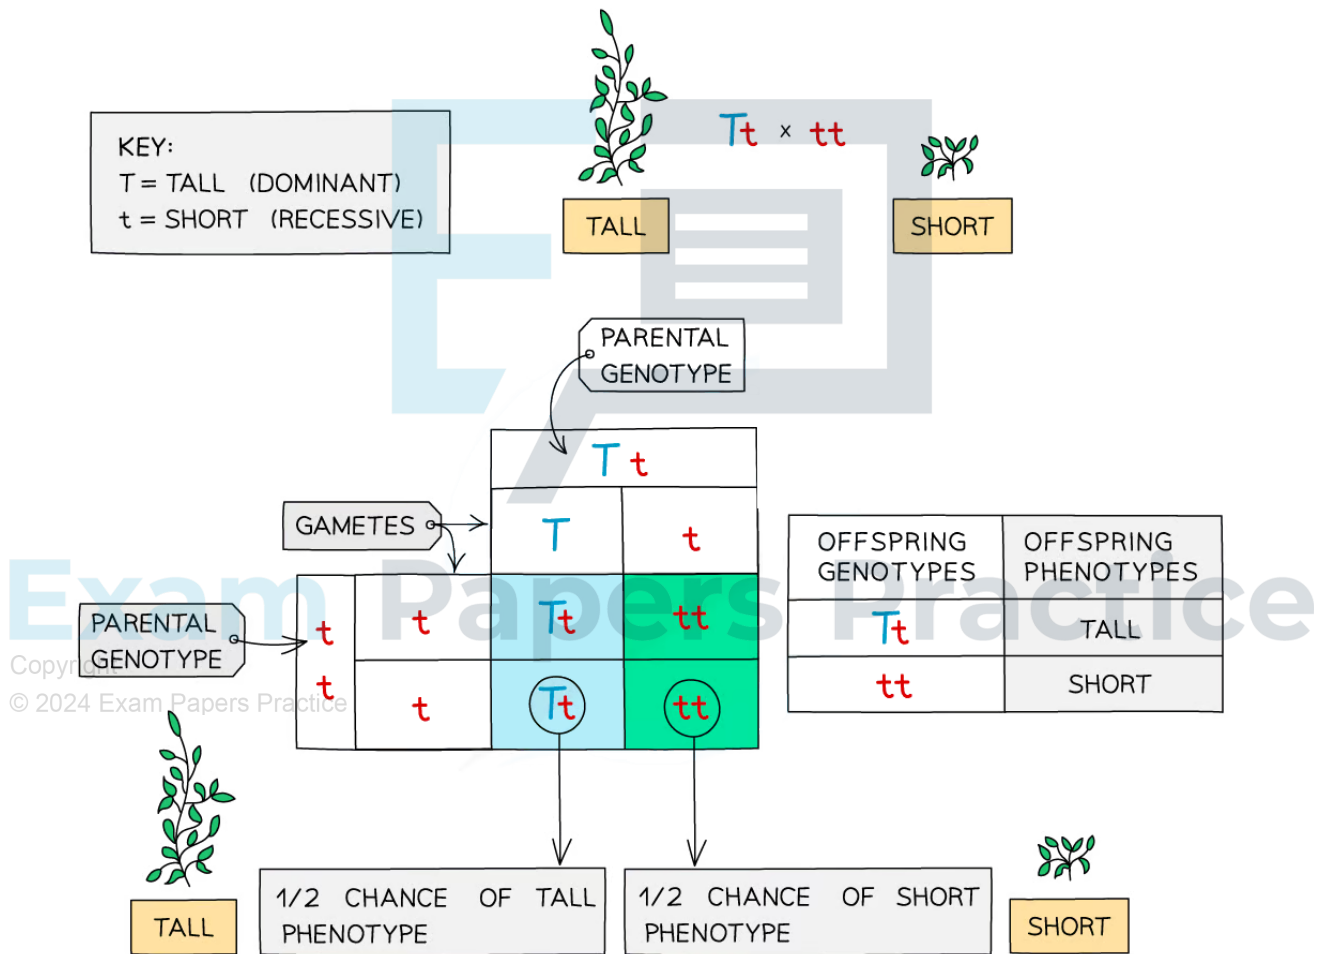 KEY:
T = TALL (DOMINANT)
t = SHORT (RECESSIVE)
Tt x tt
TALL
SHORT
PARENTAL
GENOTYPE
T t
GAMETES
T
t
PARENTAL
GENOTYPE
t
t
t
Tt
tt
t
Tt
tt
OFFSPRING
GENOTYPES
OFFSPRING
PHENOTYPES
Tt
TALL
tt
SHORT
Exam Papers Practice
Copyright
© 2024 Exam Papers Practice
TALL
1/2 CHANCE OF TALL
PHENOTYPE
1/2 CHANCE OF SHORT
PHENOTYPE
SHORT